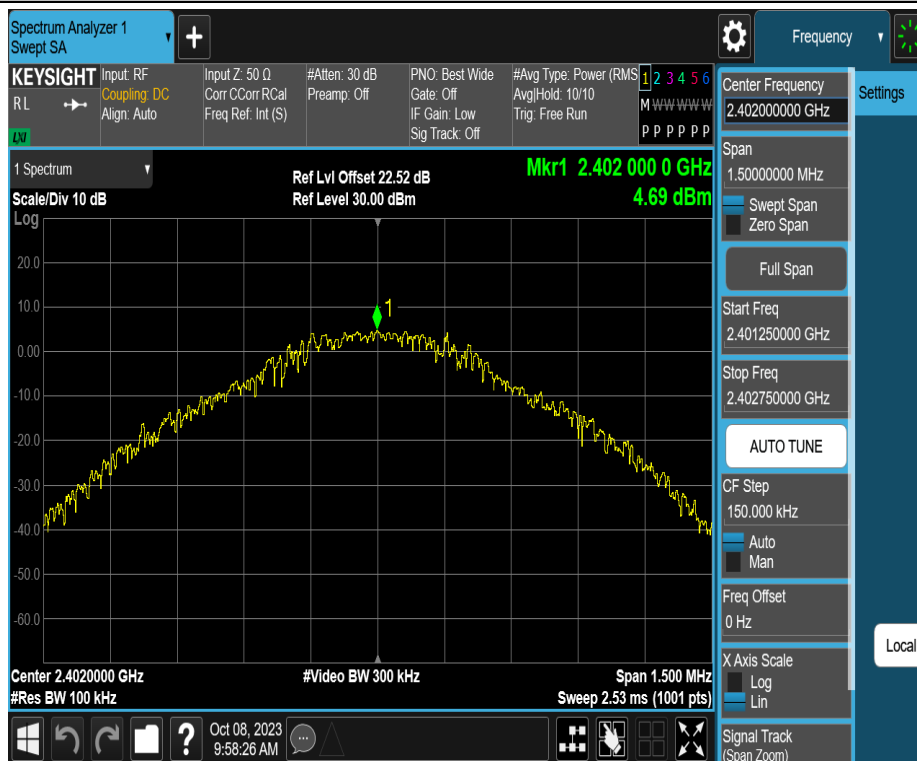 Spectrum Analyzer 1
Swept SA
Frequency
KEYSIGHT
RL
LXI
Input: RF
Coupling: DC
Align: Auto
Input Z: 50 Ω
Corr CCorr RCal
Freq Ref: Int (S)
#Atten: 30 dB
Preamp: Off
PNO: Best Wide
Gate: Off
IF Gain: Low
Sig Track: Off
#Avg Type: Power (RMS
Avg|Hold: 10/10
Trig: Free Run
1 2 3 4 5 6
M W W W W W
P P P P P P
Center Frequency
2.402000000 GHz
Settings
1 Spectrum
Ref Lvl Offset 22.52 dB
Mkr1 2.402 000 0 GHz
Scale/Div 10 dB
Ref Level 30.00 dBm
4.69 dBm
Log
20.0
10.0
0.00
-10.0
-20.0
-30.0
-40.0
-50.0
-60.0
1
Span
1.50000000 MHz
Swept Span
Zero Span
Full Span
Start Freq
2.401250000 GHz
Stop Freq
2.402750000 GHz
AUTO TUNE
CF Step
150.000 kHz
Auto
Man
Freq Offset
0 Hz
Local
X Axis Scale
Log
Lin
Signal Track
(Span Zoom)
Center 2.4020000 GHz
#Video BW 300 kHz
Span 1.500 MHz
#Res BW 100 kHz
Sweep 2.53 ms (1001 pts)
?
Oct 08, 2023
9:58:26 AM